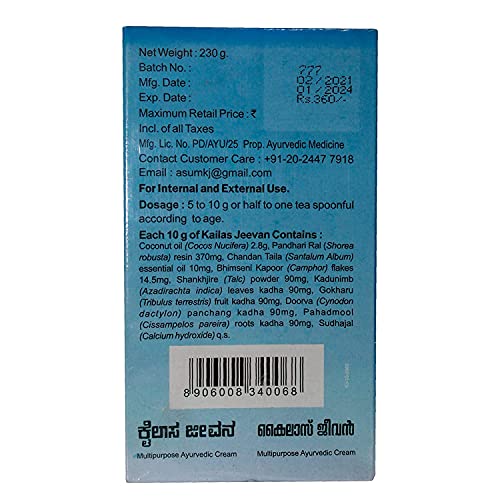 Net Weight : 230 g.
Batch No. : 777
Mfg. Date : 02/2021
Exp. Date : 01/2024
Maximum Retail Price : ₹ Rs.360/-
Incl. of all Taxes
Mfg. Lic. No. PD/AYU/25 Prop. Ayurvedic Medicine
Contact Customer Care : +91-20-2447 7918
Email : asumkj@gmail.com
For Internal and External Use.
Dosage : 5 to 10 g or half to one tea spoonful
according to age.
Each 10 g of Kailas Jeevan Contains :
Coconut oil (Cocos Nucifera) 2.8g, Pandhari Ral (Shorea
robusta) resin 370mg, Chandan Taila (Santalum Album)
essential oil 10mg, Bhimseni Kapoor (Camphor) flakes
14.5mg, Shankhjire (Talc) powder 90mg, Kadunimb
(Azadirachta indica) leaves kadha 90mg, Gokharu
(Tribulus terrestris) fruit kadha 90mg, Doorva (Cynodon
dactylon) panchang kadha 90mg, Pahadmool
(Cissampelos pareira) roots kadha 90mg, Sudhajal
(Calcium hydroxide) q.s.
8906008340068
ಕೈಲಾಸ ಜೀವನ കൈലാസ് ജീവൻ
Multipurpose Ayurvedic Cream Multipurpose Ayurvedic Cream